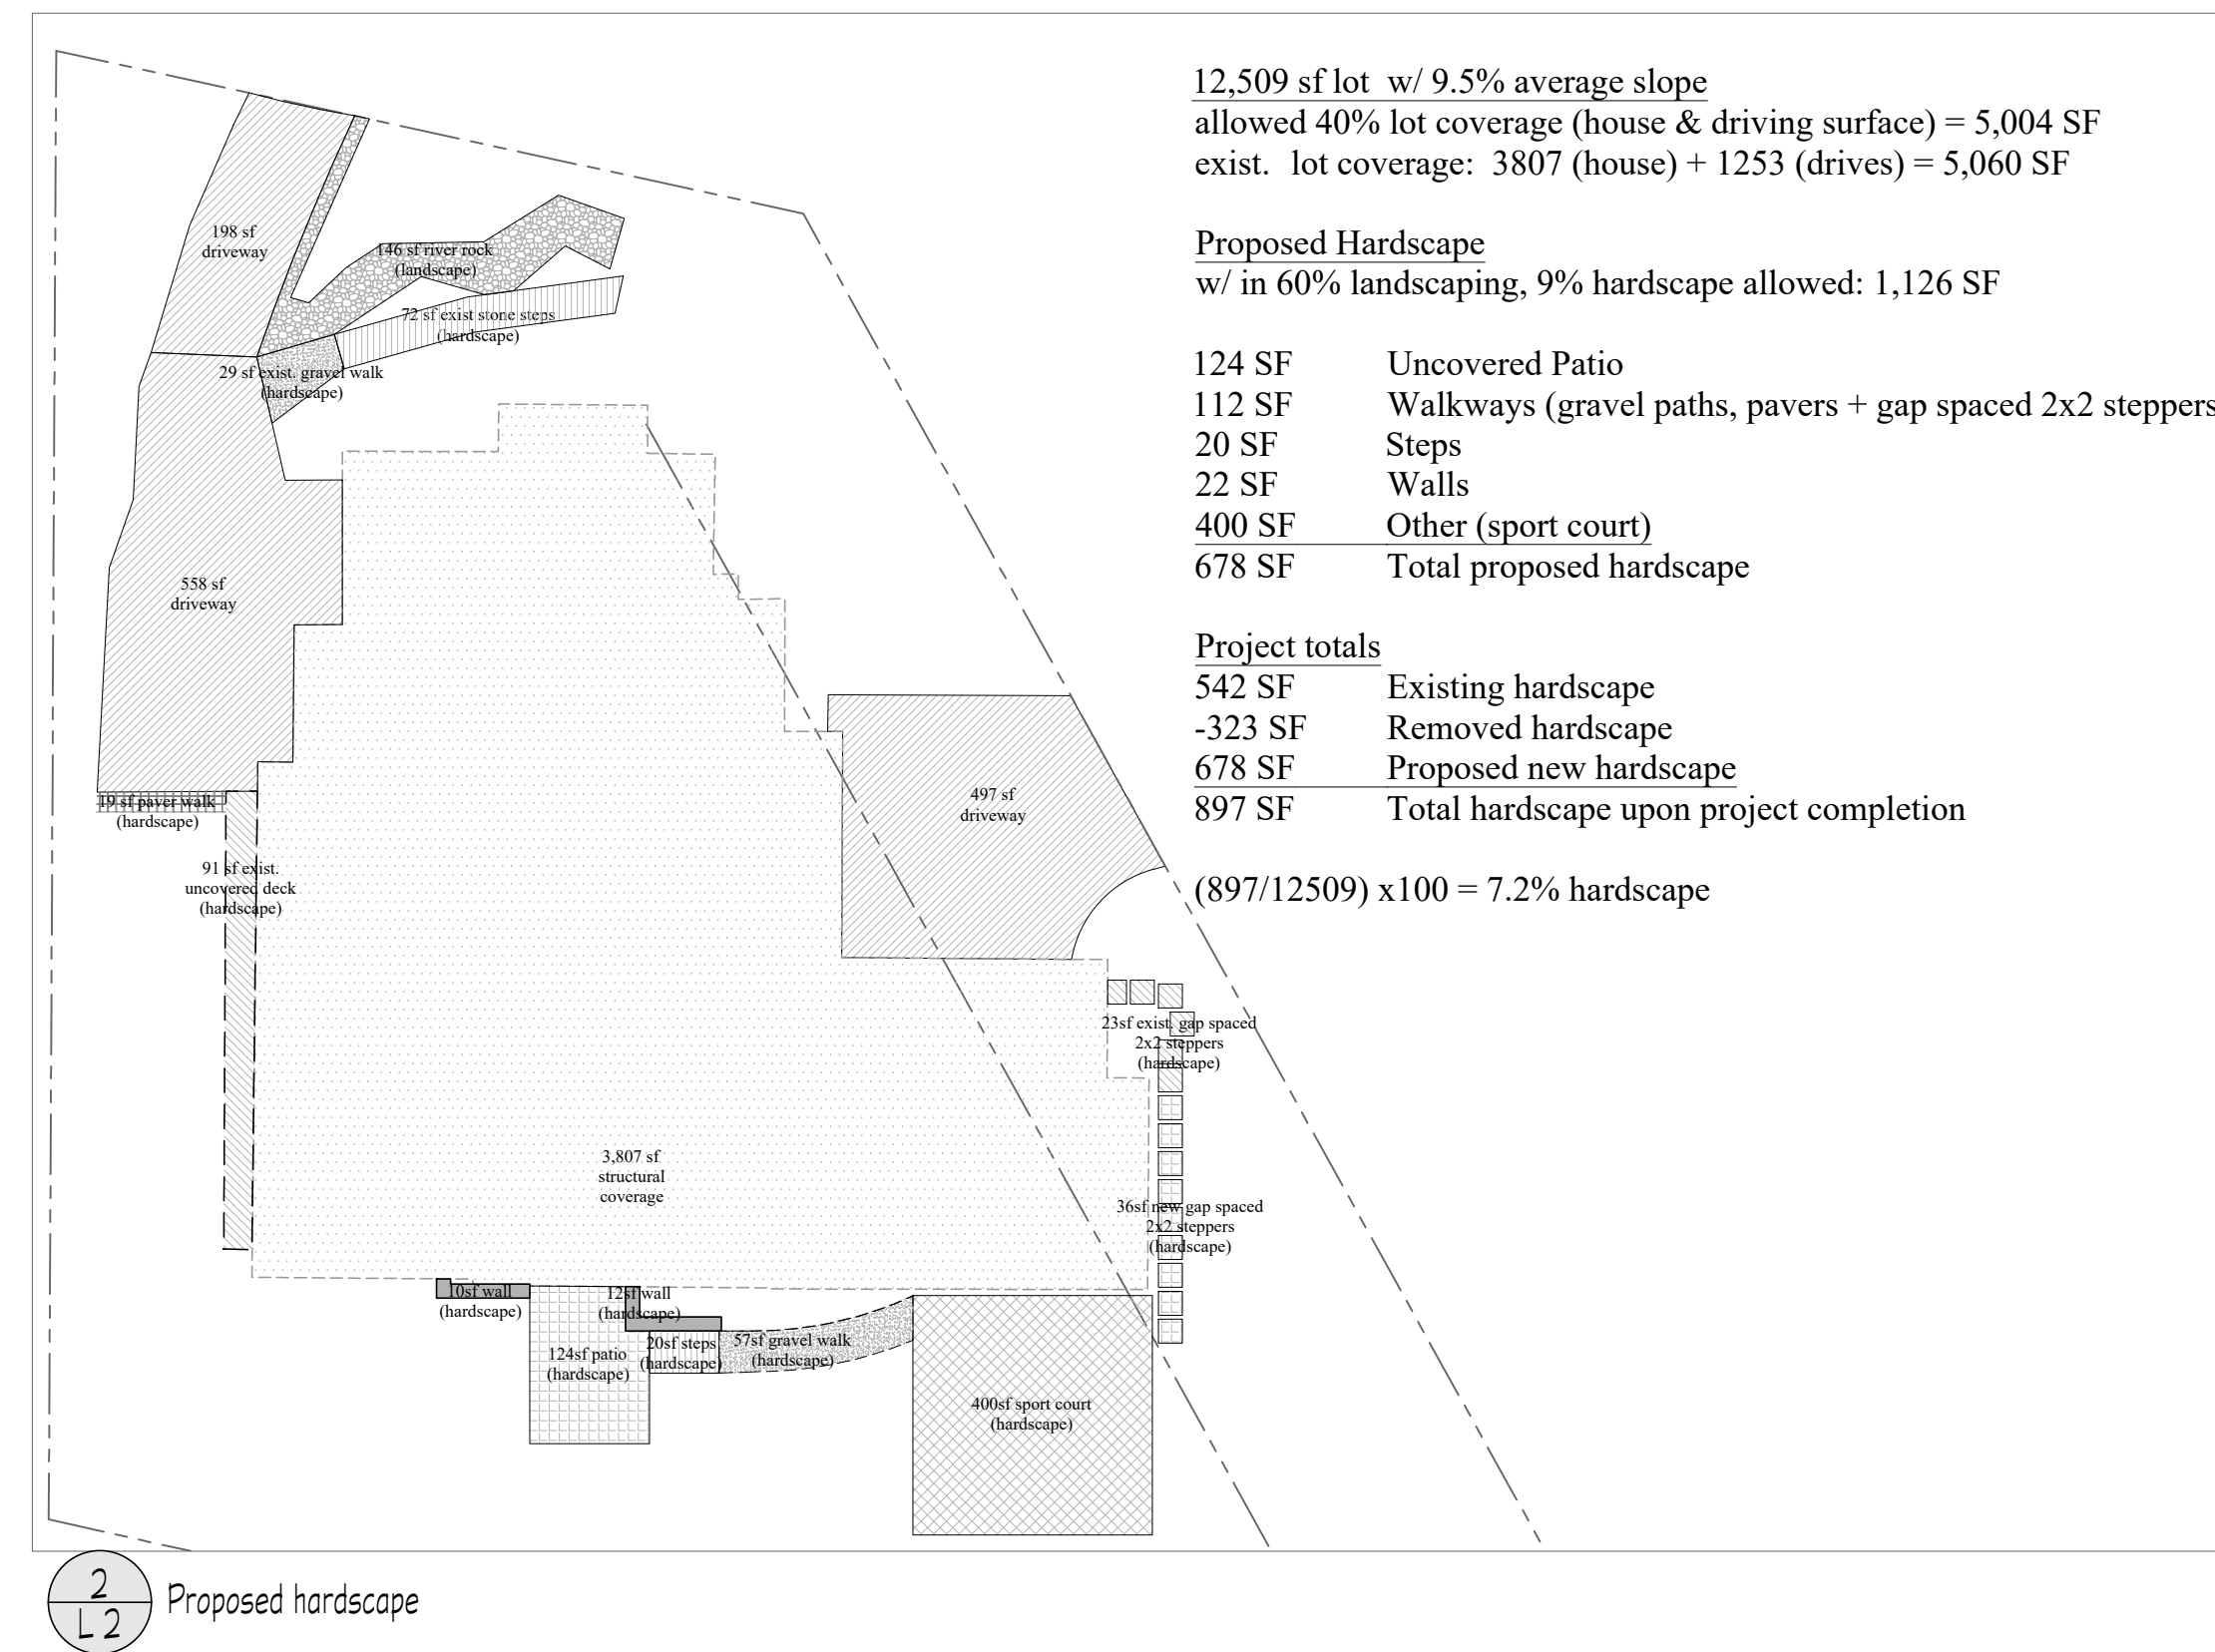 12,509 sf lot w/ 9.5% average slope
allowed 40% lot coverage (house & driving surface) = 5,004 SF
exist. lot coverage: 3807 (house) + 1253 (drives) = 5,060 SF
Proposed Hardscape
w/ in 60% landscaping, 9% hardscape allowed: 1,126 SF
124 SF Uncovered Patio
112 SF Walkways (gravel paths, pavers + gap spaced 2x2 steppers
20 SF Steps
22 SF Walls
400 SF Other (sport court)
678 SF Total proposed hardscape
Project totals
542 SF Existing hardscape
-323 SF Removed hardscape
678 SF Proposed new hardscape
897 SF Total hardscape upon project completion
(897/12509) x100 = 7.2% hardscape
198 sf
driveway
146 sf river rock
(landscape)
72 sf exist stone steps
(hardscape)
29 sf exist. gravel walk
(hardscape)
558 sf
driveway
497 sf
driveway
19 sf paver walk
(hardscape)
91 sf exist.
uncovered deck
(hardscape)
23sf exist. gap spaced
2x2 steppers
(hardscape)
3,807 sf
structural
coverage
36sf new gap spaced
2x2 steppers
(hardscape)
10sf wall
(hardscape)
12sf wall
(hardscape)
124sf patio
(hardscape)
20sf steps
(hardscape)
57sf gravel walk
(hardscape)
400sf sport court
(hardscape)
2
L 2
Proposed hardscape